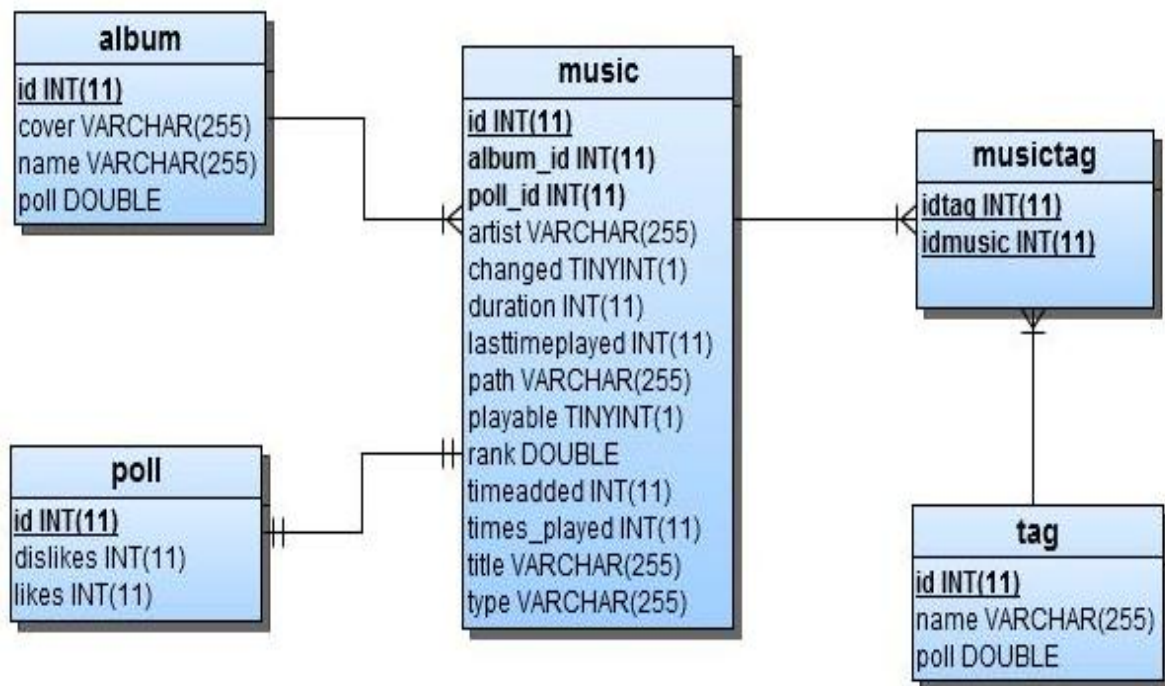 album
id INT(11)
cover VARCHAR(255)
name VARCHAR(255)
poll DOUBLE
music
id INT(11)
album_id INT(11)
poll_id INT(11)
artist VARCHAR(255)
changed TINYINT(1)
duration INT(11)
lasttimeplayed INT(11)
path VARCHAR(255)
playable TINYINT(1)
rank DOUBLE
timeadded INT(11)
times_played INT(11)
title VARCHAR(255)
type VARCHAR(255)
musictag
idtag INT(11)
idmusic INT(11)
poll
id INT(11)
dislikes INT(11)
likes INT(11)
tag
id INT(11)
name VARCHAR(255)
poll DOUBLE